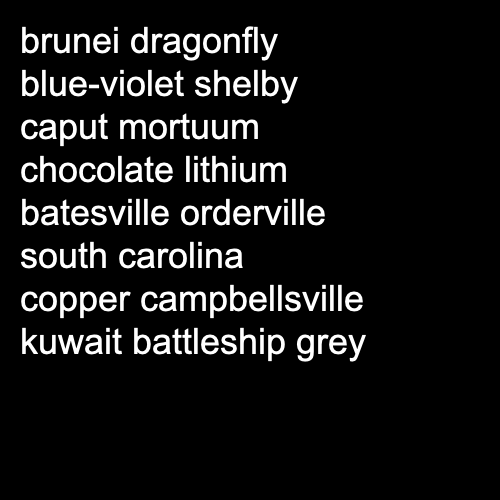 brunei dragonfly
blue-violet shelby
caput mortuum
chocolate lithium
batesville orderville
south carolina
copper campbellsville
kuwait battleship grey